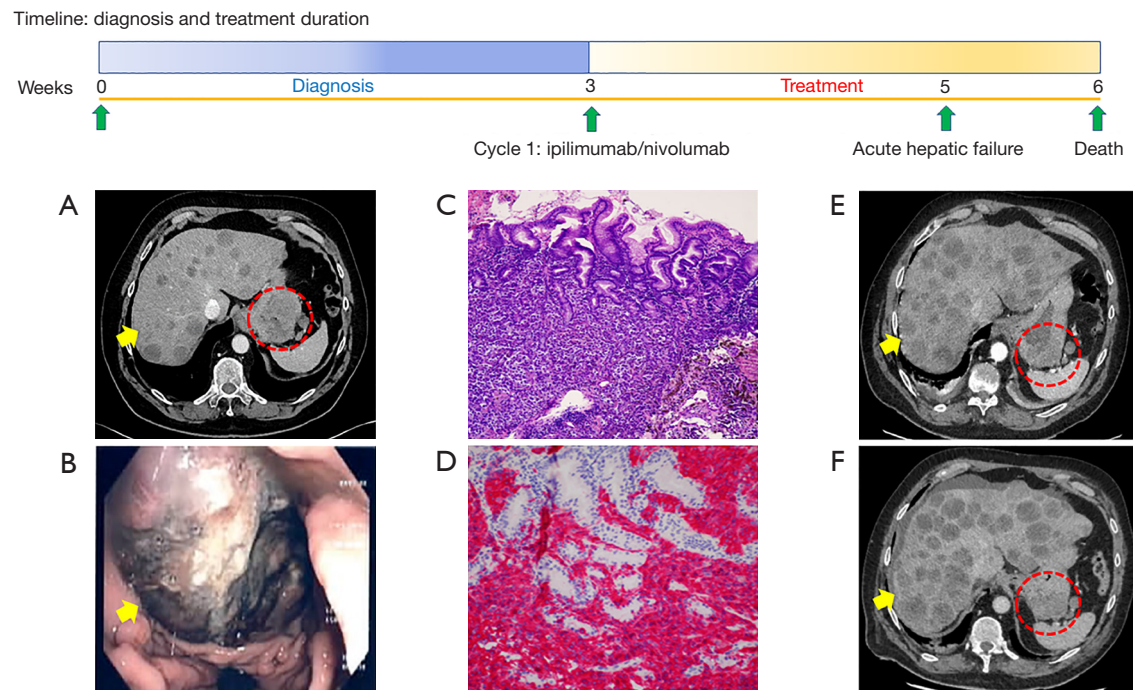 Timeline: diagnosis and treatment duration
Weeks 0 Diagnosis 3 Treatment 5 6
Cycle 1: ipilimumab/nivolumab Acute hepatic failure Death
A
C
E
B
D
F